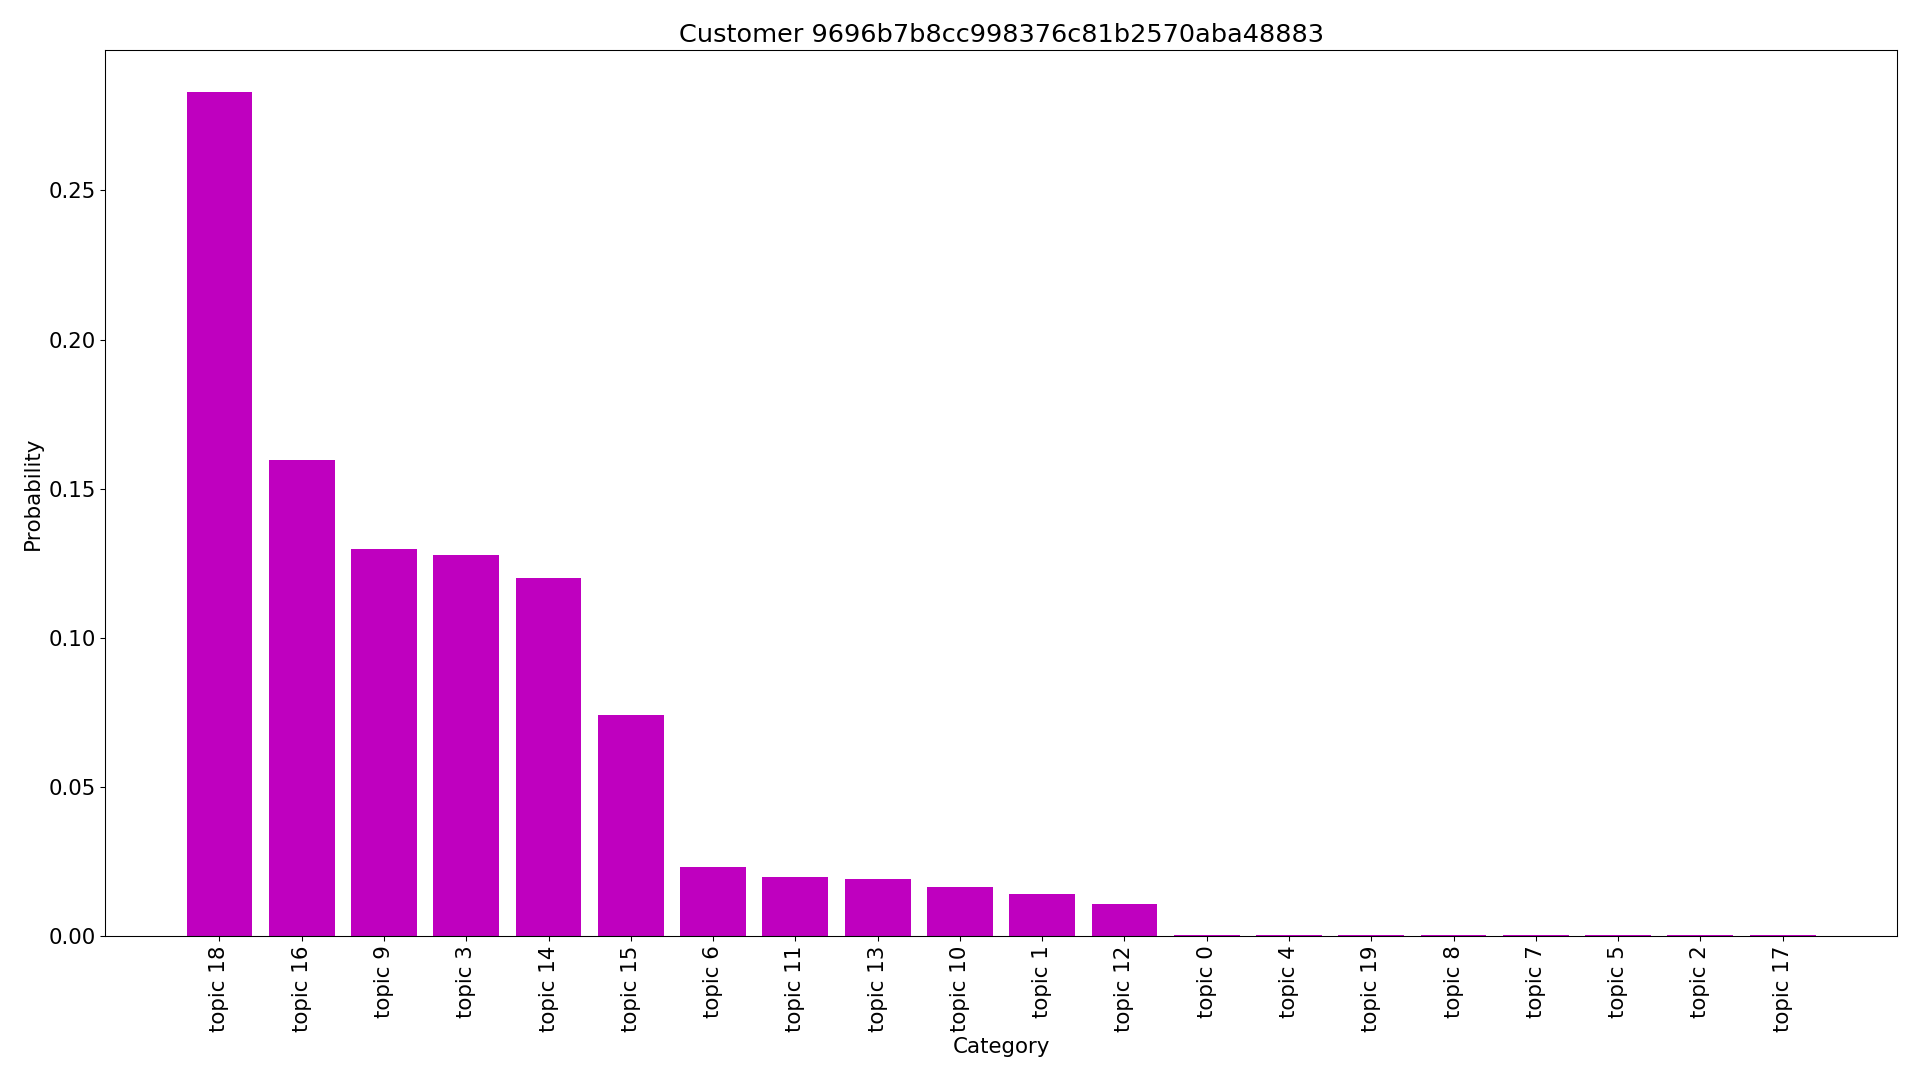 Customer 9696b7b8cc998376c81b2570aba48883
Probability
0.25
0.20
0.15
0.10
0.05
0.00
topic 18
topic 16
topic 9
topic 3
topic 14
topic 15
topic 6
topic 11
topic 13
topic 10
topic 1
topic 12
topic 0
topic 4
topic 19
topic 8
topic 7
topic 5
topic 2
topic 17
Category